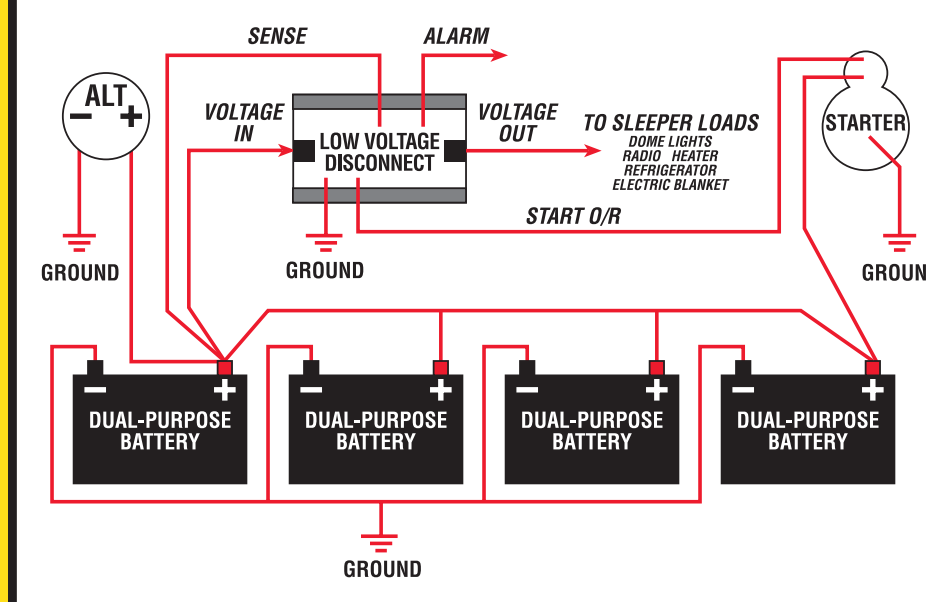 SENSE
ALARM
ALT
- +
VOLTAGE
IN
LOW VOLTAGE
DISCONNECT
VOLTAGE
OUT
TO SLEEPER LOADS
DOME LIGHTS
RADIO HEATER
REFRIGERATOR
ELECTRIC BLANKET
STARTER
START O/R
GROUND
GROUND
GROUN
- +
DUAL-PURPOSE
BATTERY
- +
DUAL-PURPOSE
BATTERY
- +
DUAL-PURPOSE
BATTERY
- +
DUAL-PURPOSE
BATTERY
GROUND